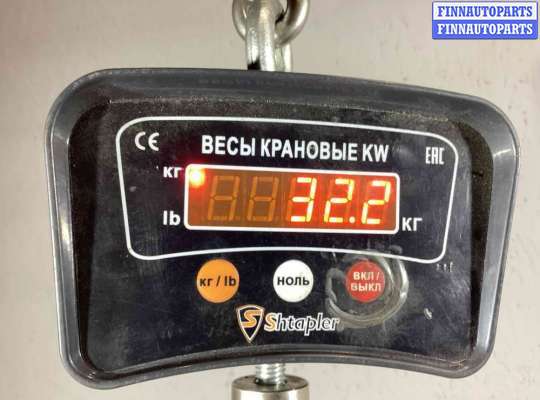 FINNAUTOPARTS
FINNAUTOPARTS
CE ВЕСЫ КРАНОВЫЕ KW EAC
кг
lb 32.2 кг
кг / lb НОЛЬ ВКЛ / ВЫКЛ
S Shtapler